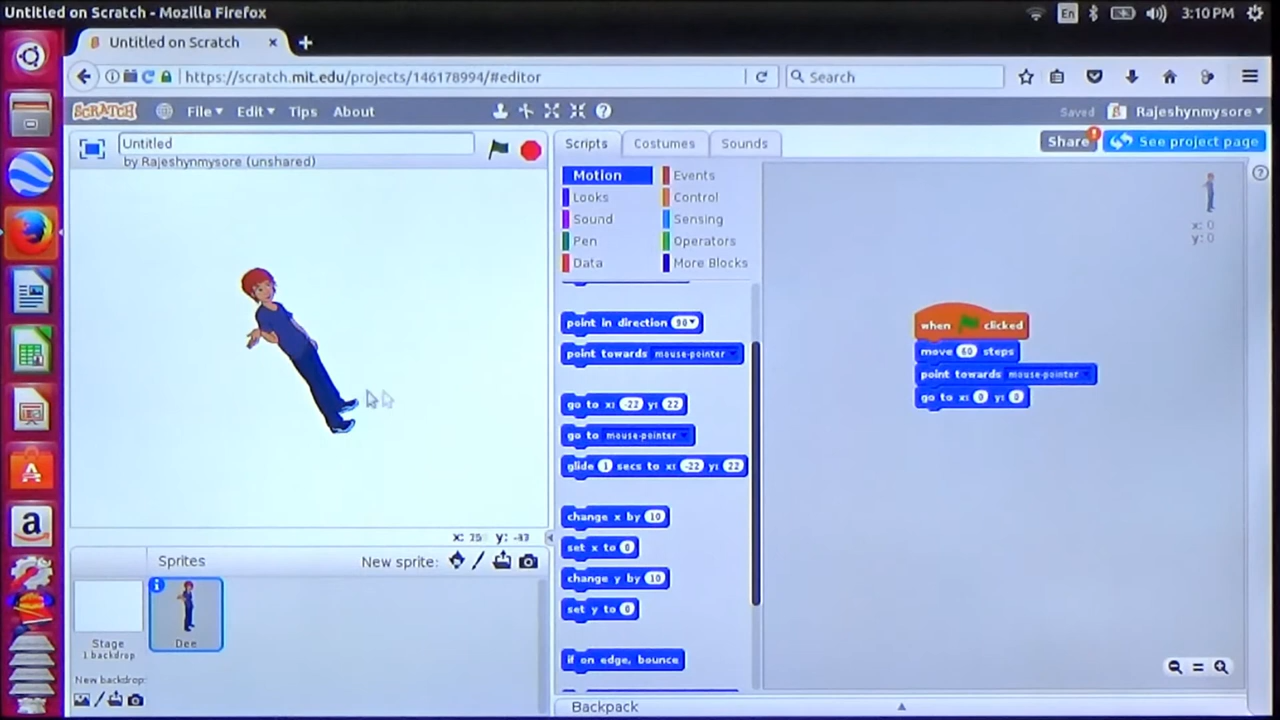 Untitled on Scratch - Mozilla Firefox
En
3:10 PM
Untitled on Scratch
https://scratch.mit.edu/projects/146178994/#editor
Search
SCRATCH
File
Edit
Tips
About
Saved
Rajeshynmysore
Untitled
by Rajeshynmysore (unshared)
Scripts
Costumes
Sounds
Share
See project page
Motion
Looks
Sound
Pen
Data
Events
Control
Sensing
Operators
More Blocks
x: 0
y: 0
point in direction 90
point towards mouse-pointer
go to x: -22 y: 22
go to mouse-pointer
glide 1 secs to x: -22 y: 22
change x by 10
set x to 0
change y by 10
set y to 0
if on edge, bounce
when clicked
move 60 steps
point towards mouse-pointer
go to x: 0 y: 0
y: -33
Sprites
New sprite:
Stage
1 backdrop
Dee
New backdrop:
Backpack